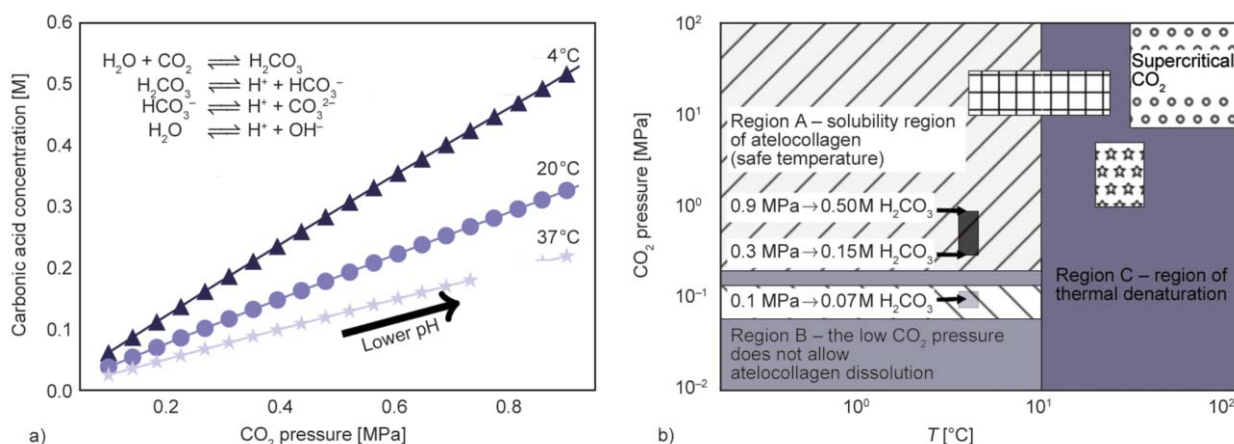 0.6
0.5
0.4
0.3
0.2
0.1
0.0
Carbonic acid concentration [M]
H₂O + CO₂ ⇌ H₂CO₃
H₂CO₃ ⇌ H⁺ + HCO₃⁻
HCO₃⁻ ⇌ H⁺ + CO₃²⁻
H₂O ⇌ H⁺ + OH⁻
4°C
20°C
37°C
Lower pH
0.2 0.4 0.6 0.8
a) CO₂ pressure [MPa]
10²
10¹
10⁰
10⁻¹
10⁻²
CO₂ pressure [MPa]
Supercritical
CO₂
Region A – solubility region
of atelocollagen
(safe temperature)
0.9 MPa→0.50M H₂CO₃
0.3 MPa→0.15M H₂CO₃
0.1 MPa→0.07M H₂CO₃
Region C – region of
thermal denaturation
Region B – the low CO₂ pressure
does not allow
atelocollagen dissolution
10⁰ 10¹ 10²
b) T [°C]